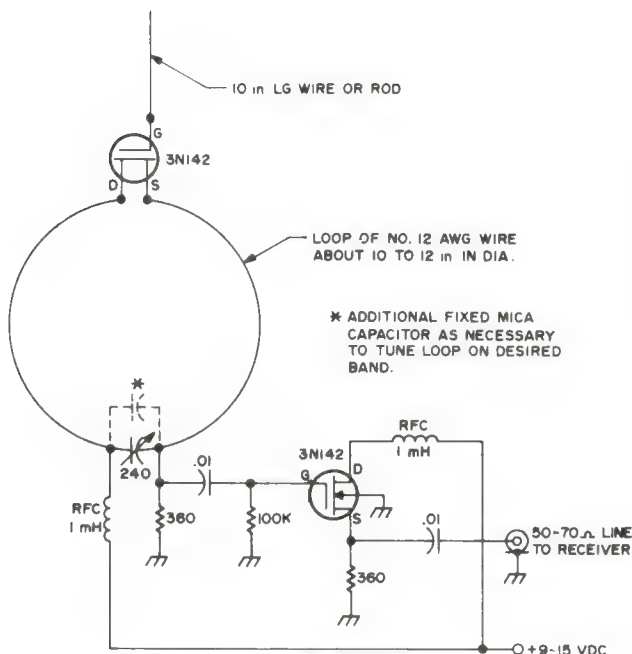 10 in LG WIRE OR ROD
G
3N142
D
S
LOOP OF NO. 12 AWG WIRE
ABOUT 10 TO 12 in IN DIA.
* ADDITIONAL FIXED MICA
CAPACITOR AS NECESSARY
TO TUNE LOOP ON DESIRED
BAND.
*
240
RFC
1 mH
.01
360
100K
3N142
G
D
S
RFC
1 mH
.01
360
50-70Ω LINE
TO RECEIVER
+9-15 VDC